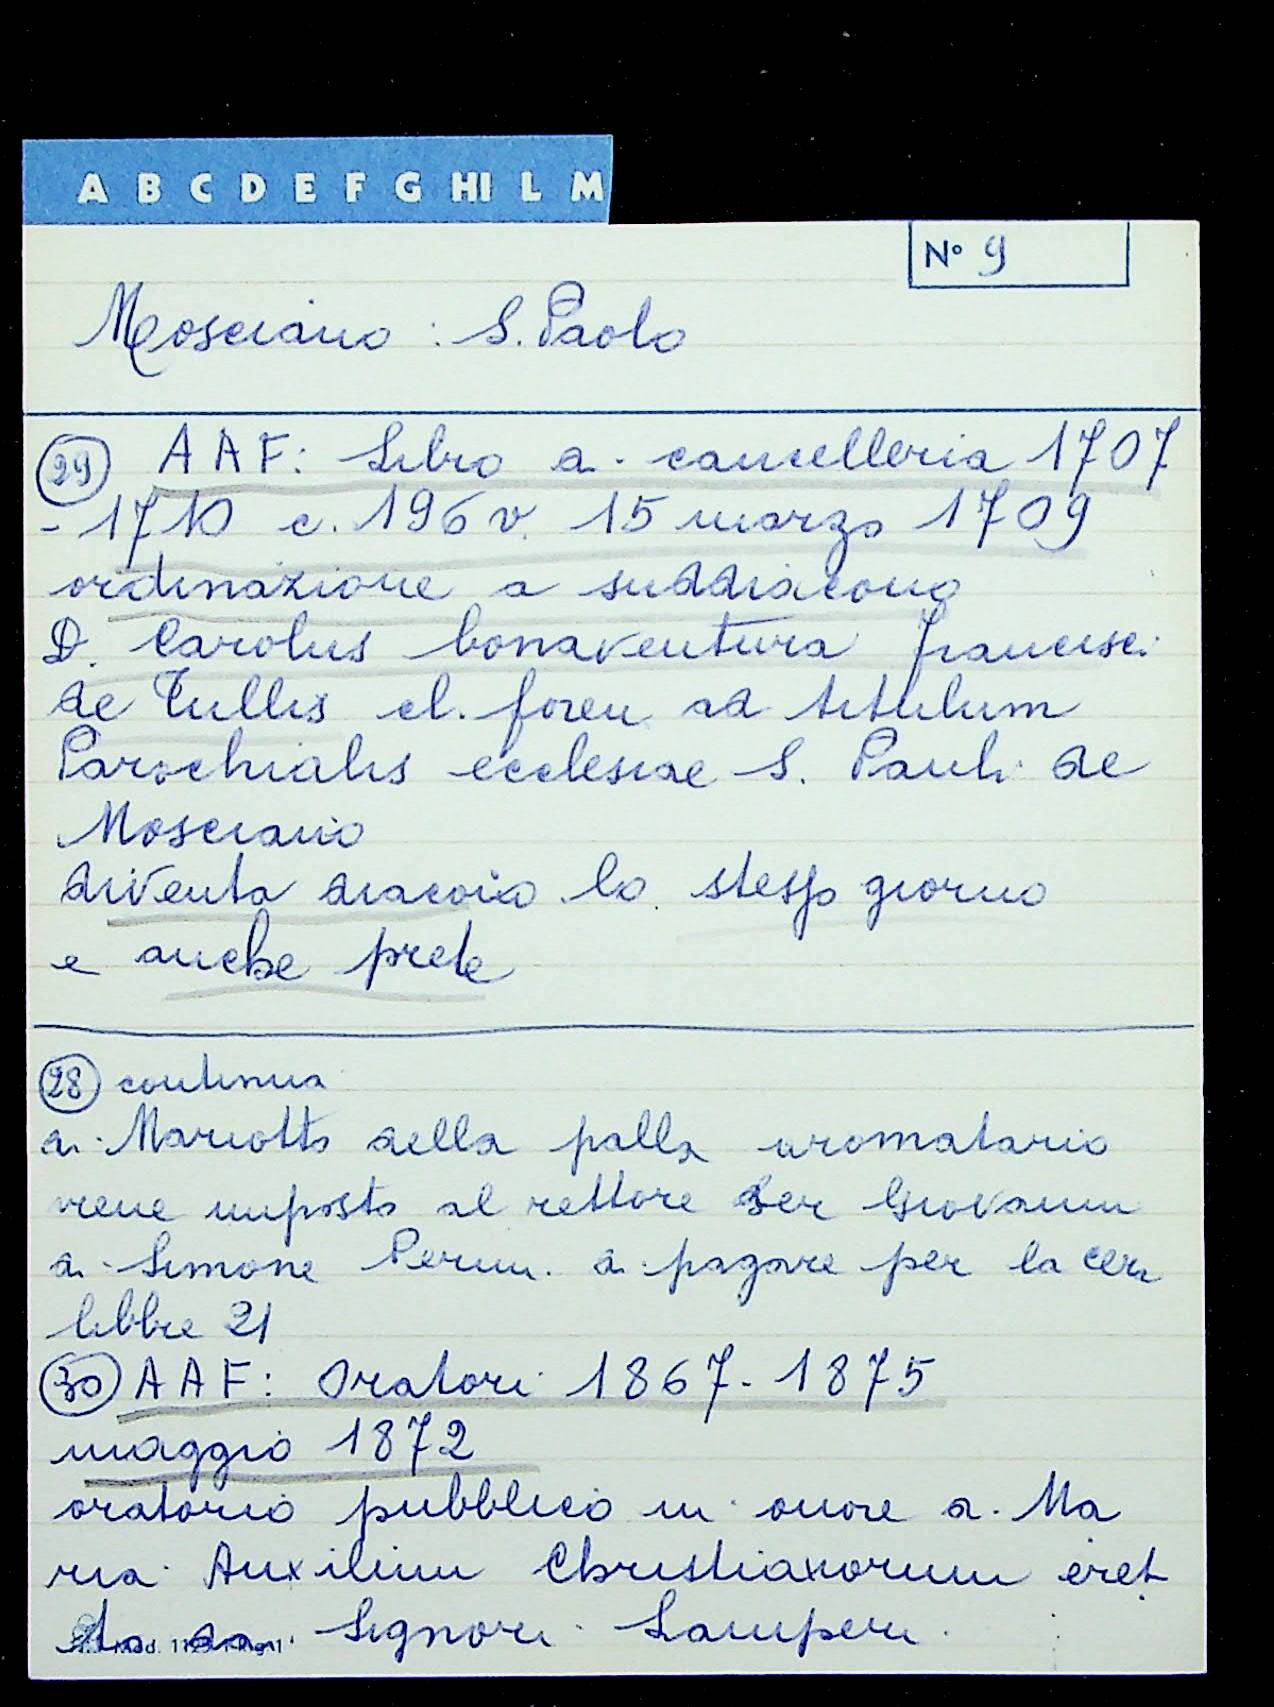 A B C D E F G HI L M
N° 9
Mosciano : S. Paolo
29 AAF: Libro di cancelleria 1707
- 1710 c. 196 v. 15 marzo 1709
ordinazione a suddiacono
D. Carolus bonaventura francisci
de Tullis cl. foren ad titulum
Parochialis ecclesiae S. Pauli de
Mosciano
diventa diacono lo stesso giorno
e anche prete
28 continua
di Mariotto della palla aromatario
viene imposto al rettore Ser Giovanni
di Simone Perini di pagare per la cera
libbre 21
30 AAF: Oratori 1867-1875
maggio 1872
oratorio pubblico in onore di Ma
ria Auxilium Christianorum eret
to da Signori Lamperi
Mod.